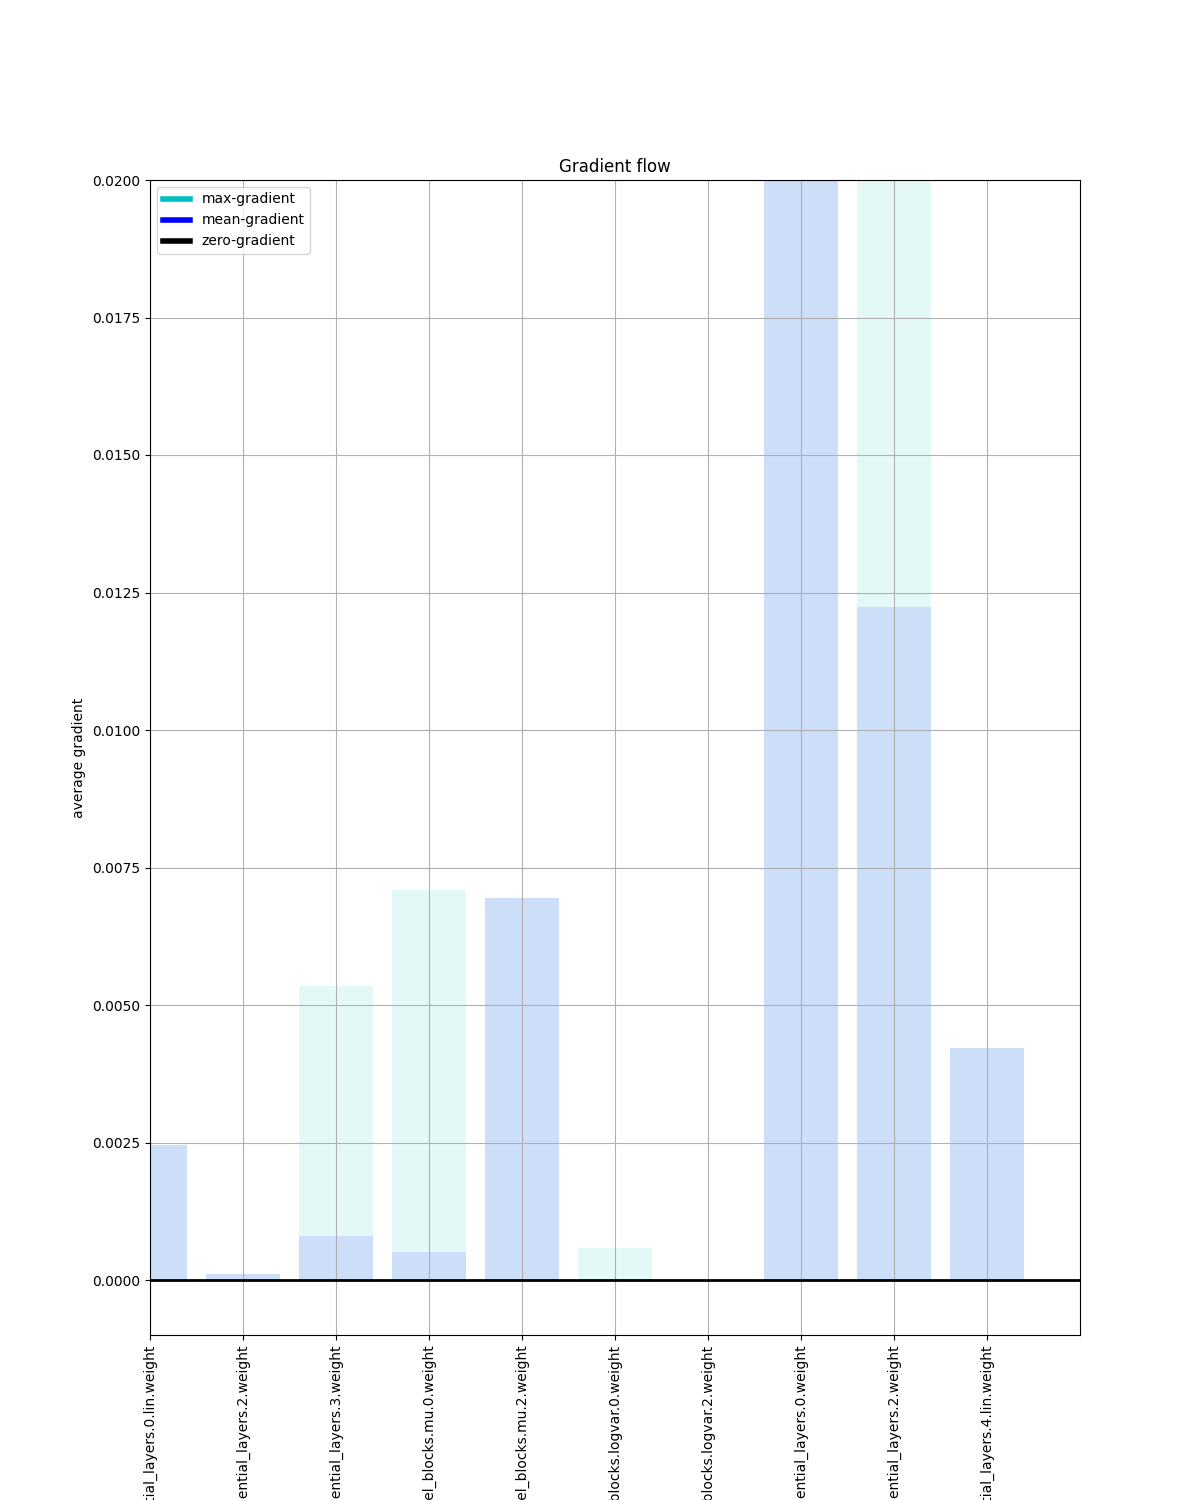 Gradient flow
max-gradient
mean-gradient
zero-gradient
0.0200
0.0175
0.0150
0.0125
0.0100
0.0075
0.0050
0.0025
0.0000
average gradient
tial_layers.0.lin.weight
ential_layers.2.weight
ential_layers.3.weight
el_blocks.mu.0.weight
el_blocks.mu.2.weight
blocks.logvar.0.weight
blocks.logvar.2.weight
ential_layers.0.weight
ential_layers.2.weight
tial_layers.4.lin.weight